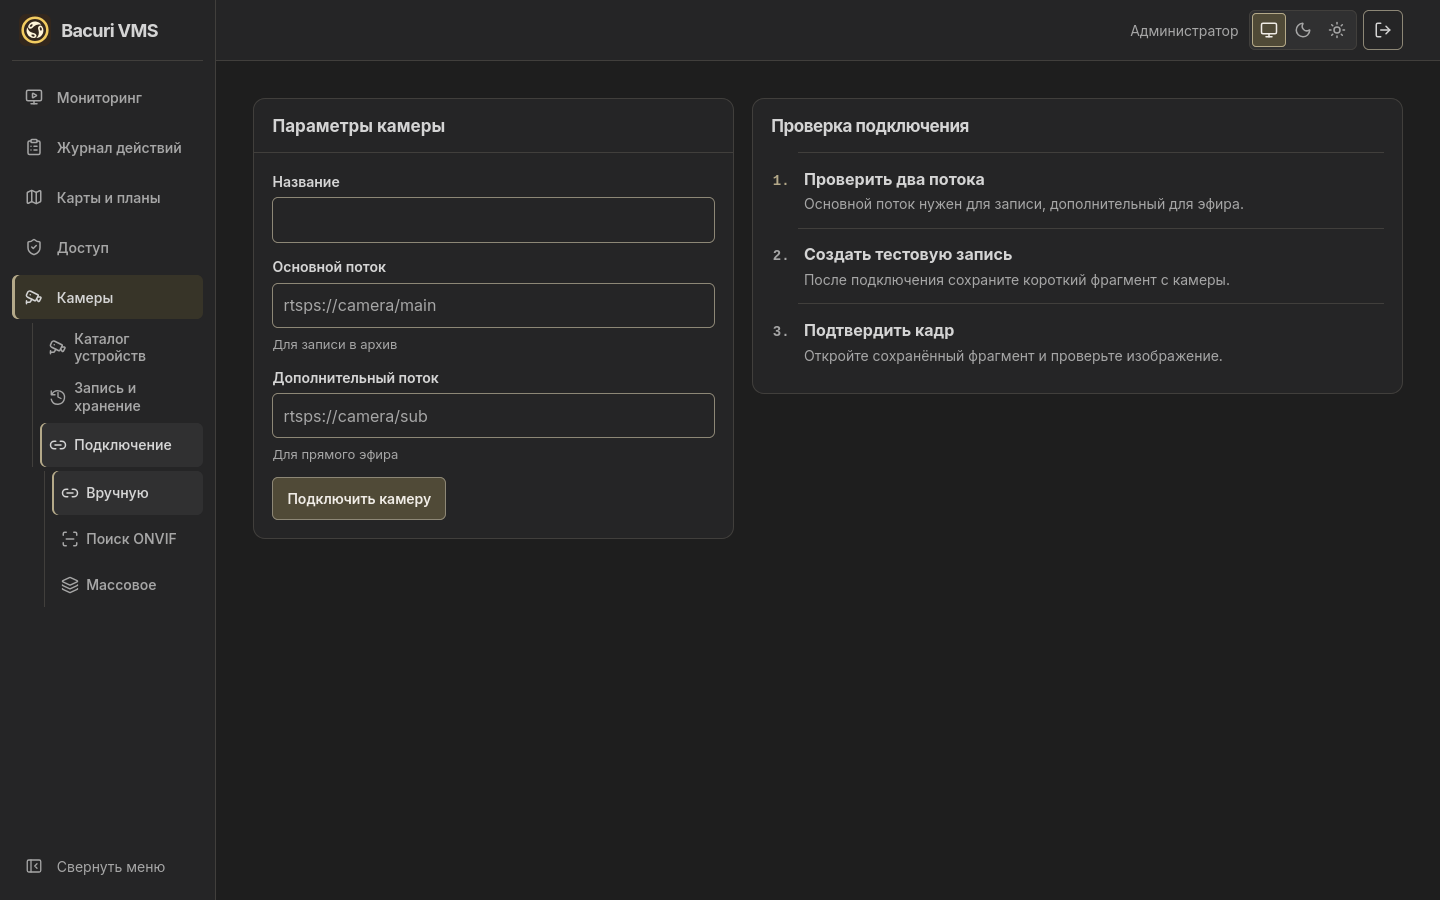 Bacuri VMS
Администратор
Мониторинг
Журнал действий
Карты и планы
Доступ
Камеры
Каталог
устройств
Запись и
хранение
Подключение
Вручную
Поиск ONVIF
Массовое
Свернуть меню
Параметры камеры
Название
Основной поток
rtsps://camera/main
Для записи в архив
Дополнительный поток
rtsps://camera/sub
Для прямого эфира
Подключить камеру
Проверка подключения
1. Проверить два потока
Основной поток нужен для записи, дополнительный для эфира.
2. Создать тестовую запись
После подключения сохраните короткий фрагмент с камеры.
3. Подтвердить кадр
Откройте сохранённый фрагмент и проверьте изображение.